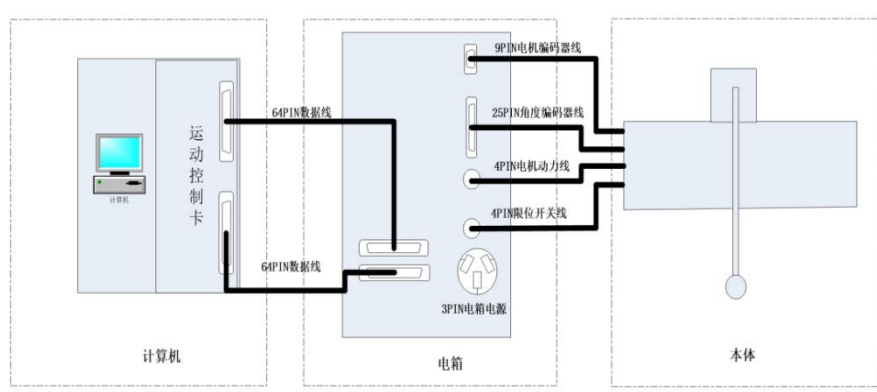 9PIN电机编码器线
64PIN数据线
25PIN角度编码器线
运动控制卡
4PIN电机动力线
计算机
4PIN限位开关线
64PIN数据线
3PIN电箱电源
计算机
电箱
本体